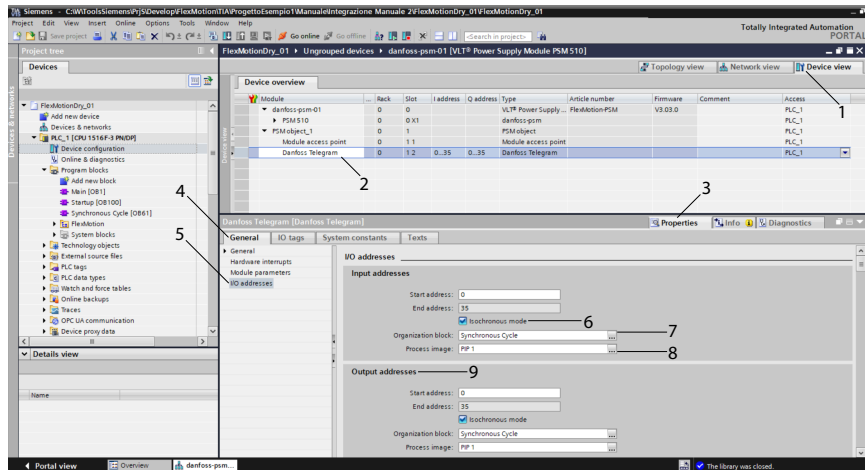 Siemens - C:\WI\ToolsSiemens\PrjS\Develop\FlexMotion\TIA\ProgettoEsempio1\Manuale\Integrazione Manuale 2\FlexMotionDry_01\FlexMotionDry_01
Project Edit View Insert Online Options Tools Window Help
Totally Integrated Automation
PORTAL
Save project
Go online
Go offline
<Search in project>
Project tree
FlexMotionDry_01 ▸ Ungrouped devices ▸ danfoss-psm-01 [VLT® Power Supply Module PSM 510]
Devices
Topology view
Network view
Device view
1
Devices & networks
FlexMotionDry_01
Add new device
Devices & networks
PLC_1 [CPU 1516F-3 PN/DP]
Device configuration
Online & diagnostics
Program blocks
Add new block
Main [OB1]
Startup [OB100]
Synchronous Cycle [OB61]
FlexMotion
System blocks
Technology objects
External source files
PLC tags
PLC data types
Watch and force tables
Online backups
Traces
OPC UA communication
Device proxy data
Details view
Name
Device overview
Device view
Module ... Rack Slot I address Q address Type Article number Firmware Comment Access
danfoss-psm-01 0 0 VLT® Power Supply ... FlexMotion-PSM V3.03.0 PLC_1
PSM 510 0 0 X1 danfoss-psm PLC_1
PSM object_1 0 1 PSM object PLC_1
Module access point 0 1 1 Module access point PLC_1
Danfoss Telegram 0 1 2 0...35 0...35 Danfoss Telegram PLC_1
2
3
4
5
Danfoss Telegram [Danfoss Telegram]
Properties
Info
Diagnostics
General IO tags System constants Texts
General
Hardware interrupts
Module parameters
I/O addresses
I/O addresses
Input addresses
Start address: 0
End address: 35
Isochronous mode 6
Organization block: Synchronous Cycle ... 7
Process image: PIP 1 ... 8
Output addresses 9
Start address: 0
End address: 35
Isochronous mode
Organization block: Synchronous Cycle ...
Process image: PIP 1 ...
Portal view
Overview
danfoss-psm...
The library was closed.